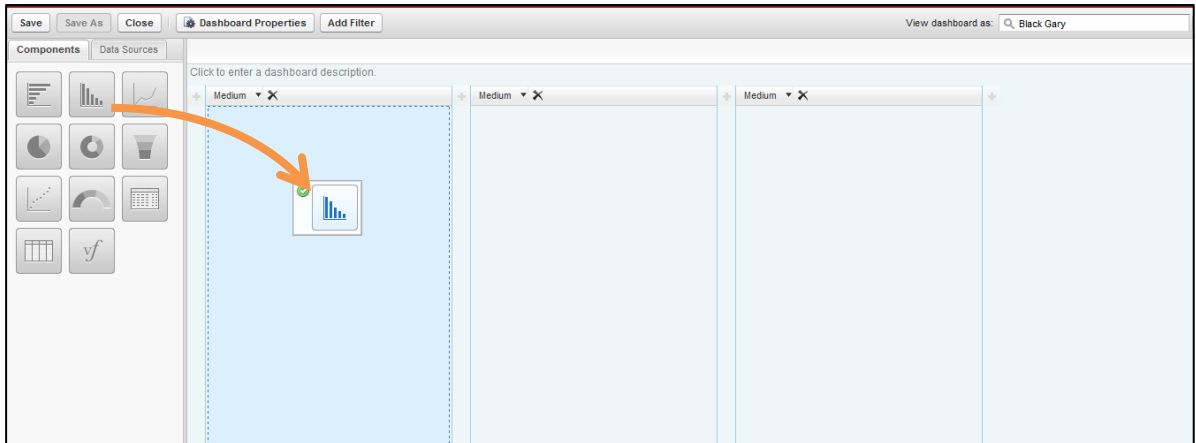 Save Save As Close Dashboard Properties Add Filter View dashboard as: Black Gary
Components Data Sources
Click to enter a dashboard description.
Medium Medium Medium
vf